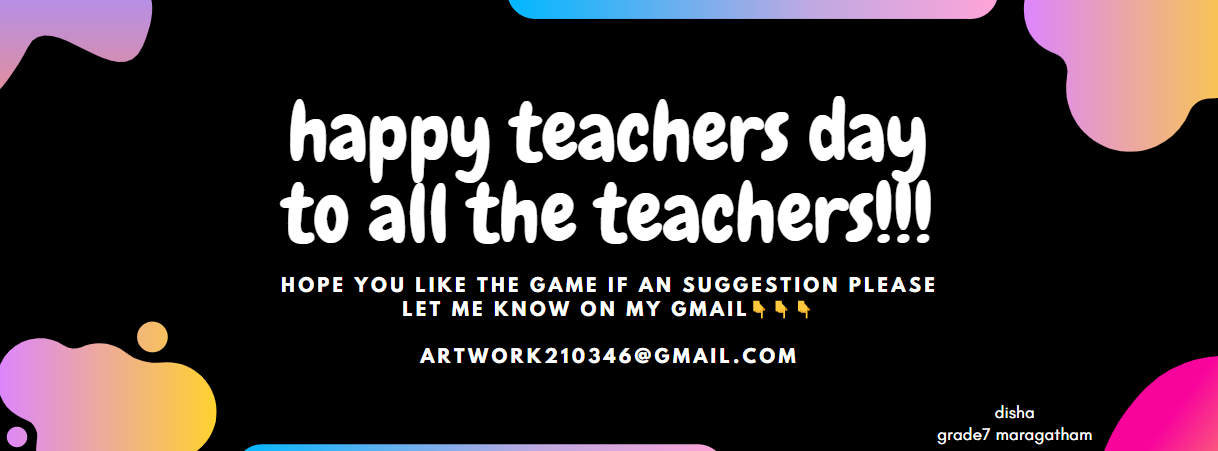 happy teachers day
to all the teachers!!!
HOPE YOU LIKE THE GAME IF AN SUGGESTION PLEASE
LET ME KNOW ON MY GMAIL👇👇👇
ARTWORK210346@GMAIL.COM
disha
grade7 maragatham